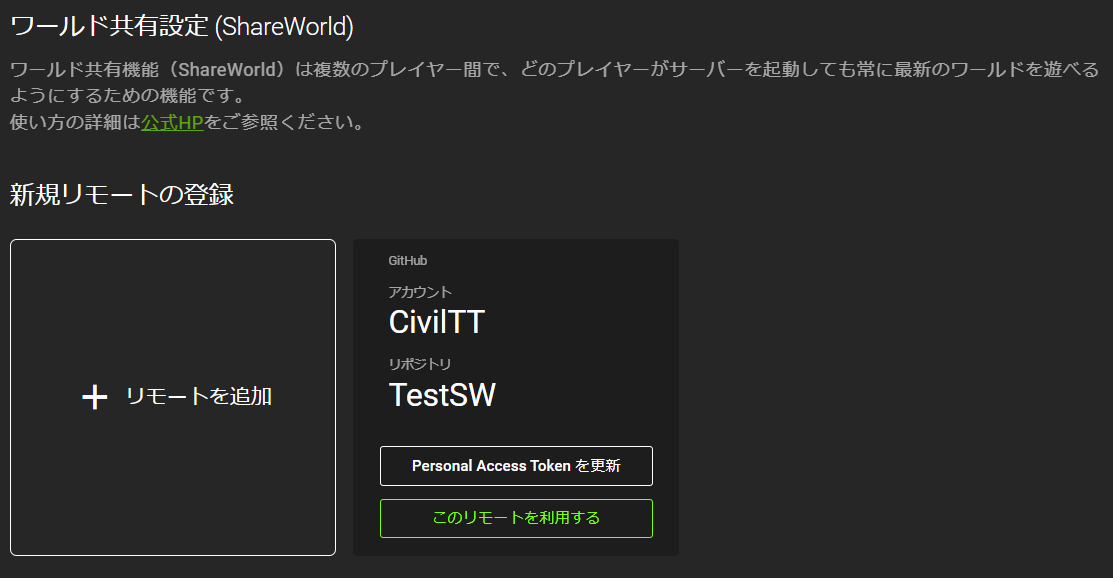 ワールド共有設定 (ShareWorld)
ワールド共有機能（ShareWorld）は複数のプレイヤー間で、どのプレイヤーがサーバーを起動しても常に最新のワールドを遊べる
ようにするための機能です。
使い方の詳細は公式HPをご参照ください。
新規リモートの登録
リモートを追加
GitHub
アカウント
CivilTT
リポジトリ
TestSW
Personal Access Token を更新
このリモートを利用する